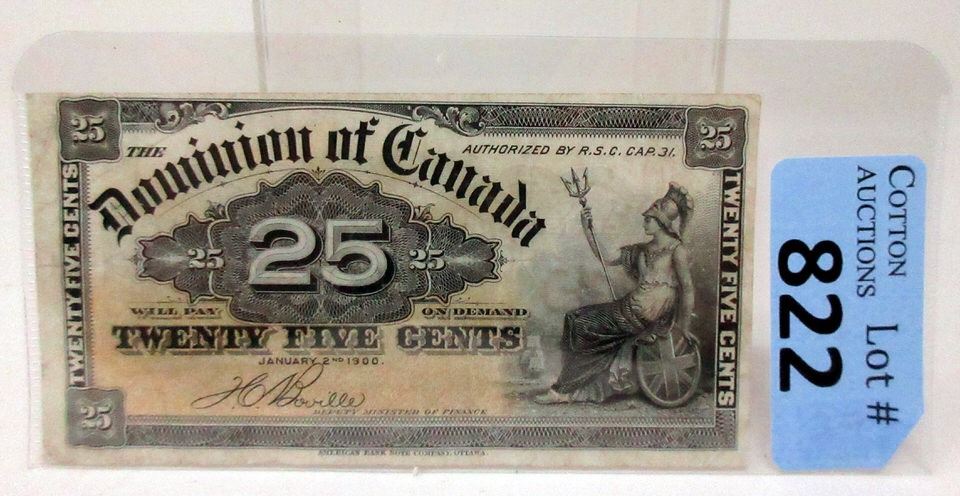 25
25
THE
Dominion of Canada
AUTHORIZED BY R.S.C. CAP. 31.
TWENTY FIVE CENTS
25
25
25
TWENTY FIVE CENTS
WILL PAY
ON DEMAND
TWENTY FIVE CENTS
JANUARY 2ND 1900.
J.C. Boville
DEPUTY MINISTER OF FINANCE
25
AMERICAN BANK NOTE COMPANY, OTTAWA.
COTTON
AUCTIONS Lot #
822